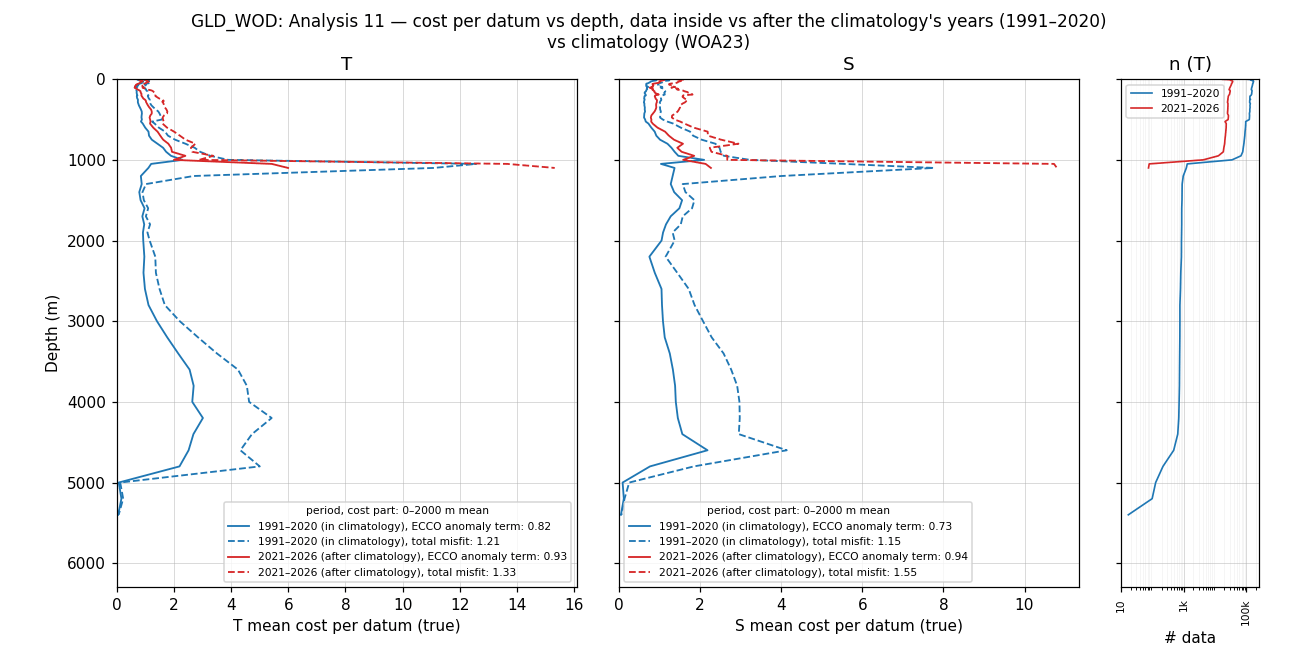 GLD_WOD: Analysis 11 — cost per datum vs depth, data inside vs after the climatology's years (1991–2020)
vs climatology (WOA23)
T
S
n (T)
Depth (m)
0
1000
2000
3000
4000
5000
6000
period, cost part: 0–2000 m mean
1991–2020 (in climatology), ECCO anomaly term: 0.82
1991–2020 (in climatology), total misfit: 1.21
2021–2026 (after climatology), ECCO anomaly term: 0.93
2021–2026 (after climatology), total misfit: 1.33
0 2 4 6 8 10 12 14 16
T mean cost per datum (true)
period, cost part: 0–2000 m mean
1991–2020 (in climatology), ECCO anomaly term: 0.73
1991–2020 (in climatology), total misfit: 1.15
2021–2026 (after climatology), ECCO anomaly term: 0.94
2021–2026 (after climatology), total misfit: 1.55
0 2 4 6 8 10
S mean cost per datum (true)
1991–2020
2021–2026
10 1k 100k
# data